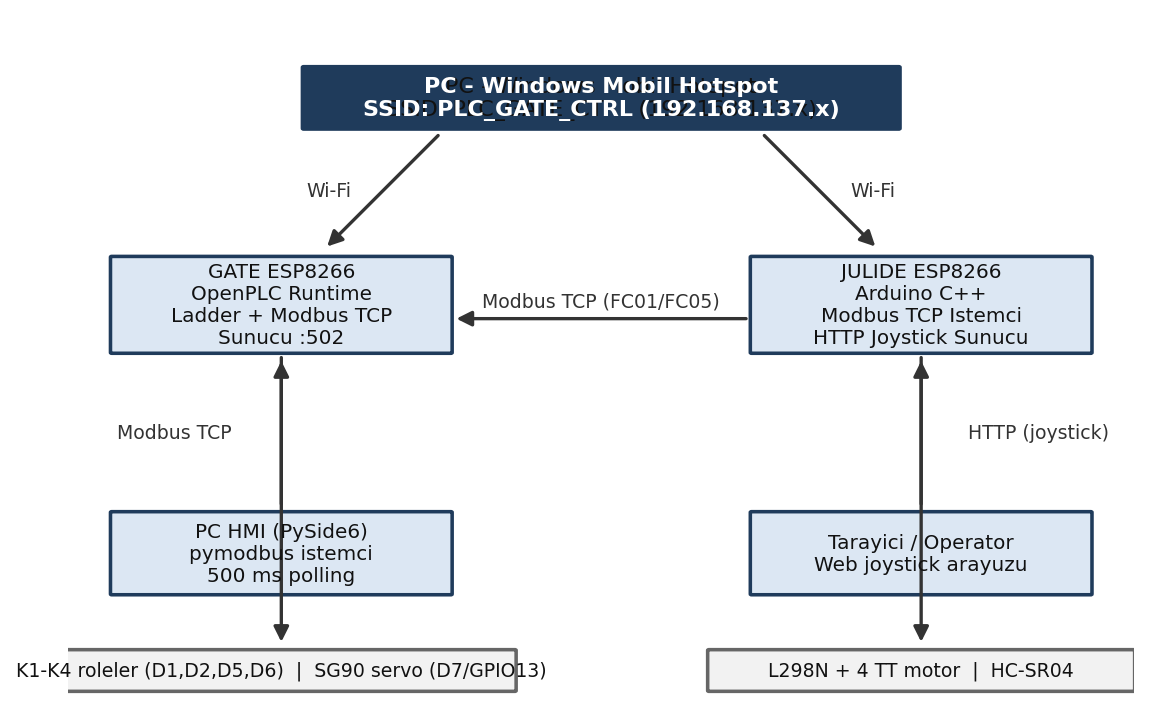 PC - Windows Mobil Hotspot
SSID: PLC_GATE_CTRL (192.168.137.x)
Wi-Fi
Wi-Fi
GATE ESP8266
OpenPLC Runtime
Ladder + Modbus TCP
Sunucu :502
Modbus TCP (FC01/FC05)
JULIDE ESP8266
Arduino C++
Modbus TCP Istemci
HTTP Joystick Sunucu
Modbus TCP
HTTP (joystick)
PC HMI (PySide6)
pymodbus istemci
500 ms polling
Tarayici / Operator
Web joystick arayuzu
K1-K4 roleler (D1,D2,D5,D6) | SG90 servo (D7/GPIO13)
L298N + 4 TT motor | HC-SR04